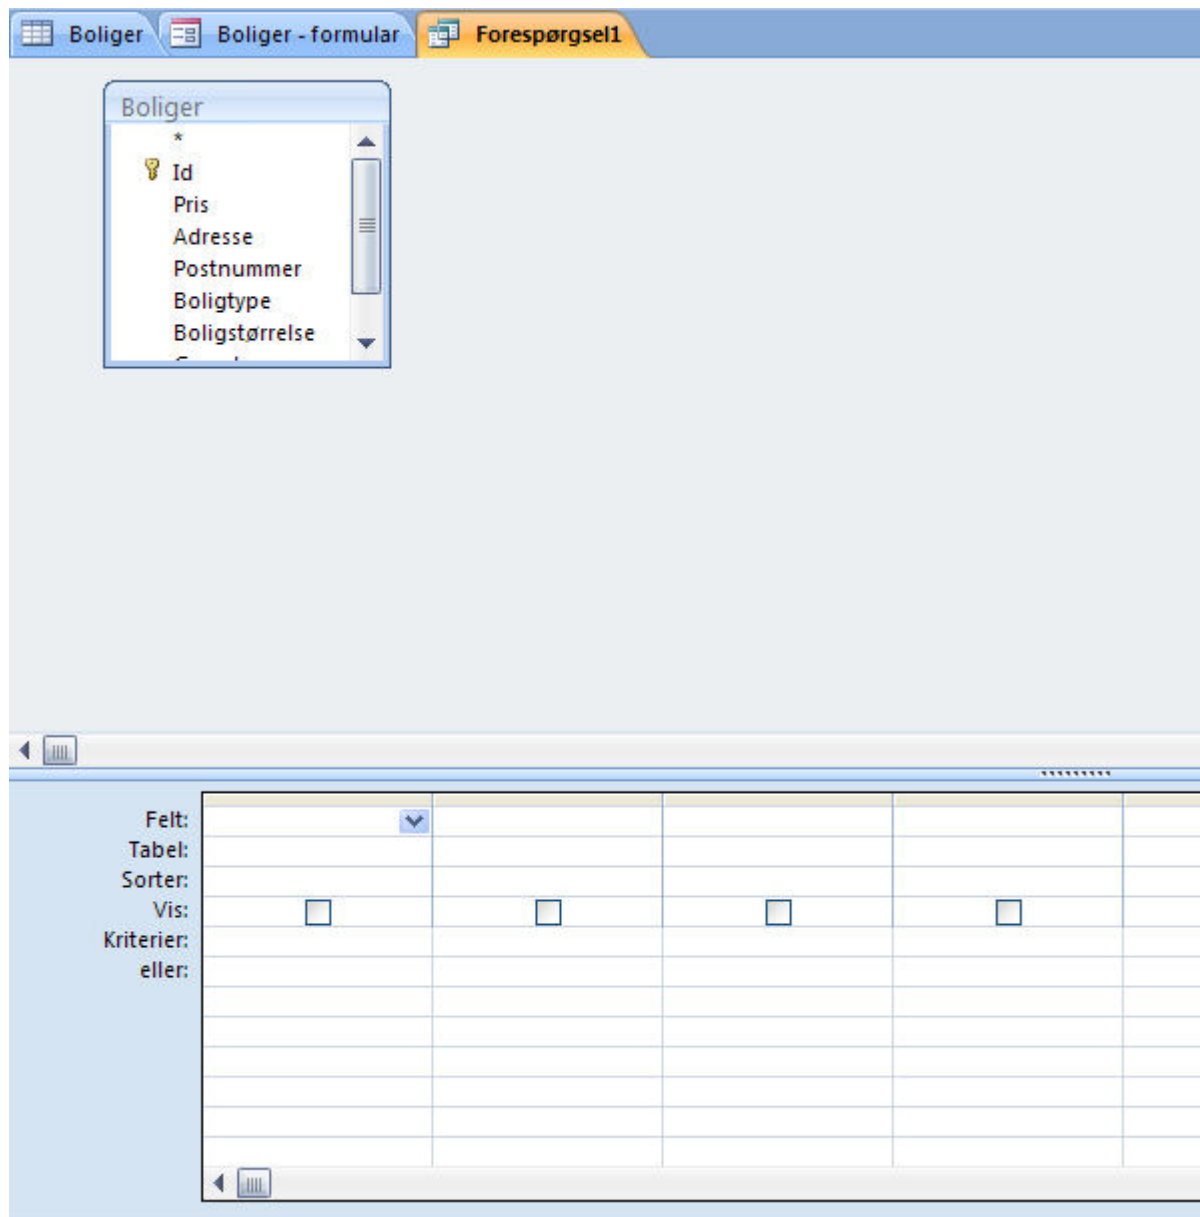 Boliger Boliger - formular Forespørgsel1
Boliger
*
Id
Pris
Adresse
Postnummer
Boligtype
Boligstørrelse
Felt:
Tabel:
Sorter:
Vis:
Kriterier:
eller: